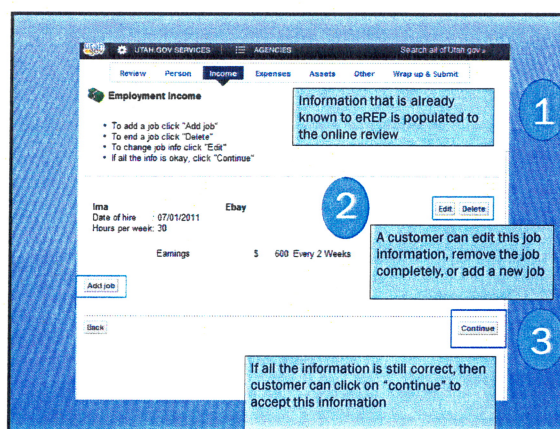 UTAH.GOV SERVICES AGENCIES Search all of Utah.gov »
Review Person Income Expenses Assets Other Wrap up & Submit
Employment Income
• To add a job click "Add job"
• To end a job click "Delete"
• To change job info click "Edit"
• If all the info is okay, click "Continue"
Information that is already
known to eREP is populated to
the online review
1
Ima Ebay
Date of hire : 07/01/2011
Hours per week: 30
2
Edit Delete
Earnings $ 600 Every 2 Weeks
A customer can edit this job
information, remove the job
completely, or add a new job
Add job
Back Continue
3
If all the information is still correct, then
customer can click on "continue" to
accept this information